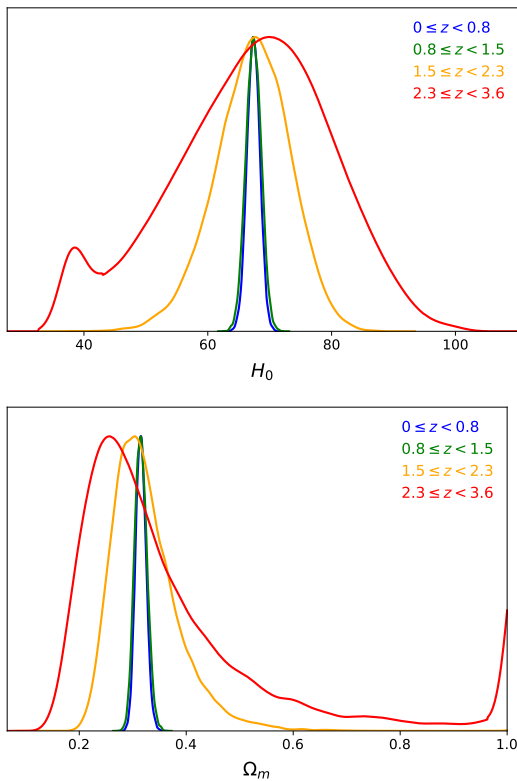 0 ≤ z < 0.8
0.8 ≤ z < 1.5
1.5 ≤ z < 2.3
2.3 ≤ z < 3.6
40 60 80 100
H₀
0 ≤ z < 0.8
0.8 ≤ z < 1.5
1.5 ≤ z < 2.3
2.3 ≤ z < 3.6
0.2 0.4 0.6 0.8 1.0
Ωₘ